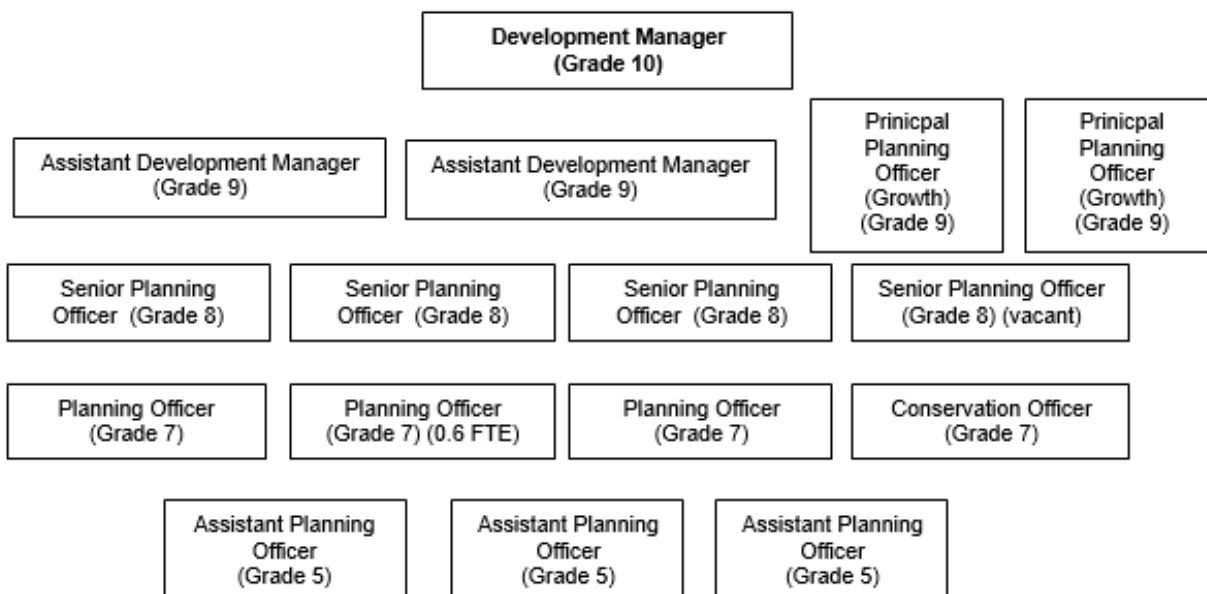 Development Manager
(Grade 10)
Assistant Development Manager
(Grade 9)
Assistant Development Manager
(Grade 9)
Prinicpal
Planning
Officer
(Growth)
(Grade 9)
Prinicpal
Planning
Officer
(Growth)
(Grade 9)
Senior Planning
Officer  (Grade 8)
Senior Planning
Officer  (Grade 8)
Senior Planning
Officer  (Grade 8)
Senior Planning Officer
(Grade 8) (vacant)
Planning Officer
(Grade 7)
Planning Officer
(Grade 7) (0.6 FTE)
Planning Officer
(Grade 7)
Conservation Officer
(Grade 7)
Assistant Planning
Officer
(Grade 5)
Assistant Planning
Officer
(Grade 5)
Assistant Planning
Officer
(Grade 5)